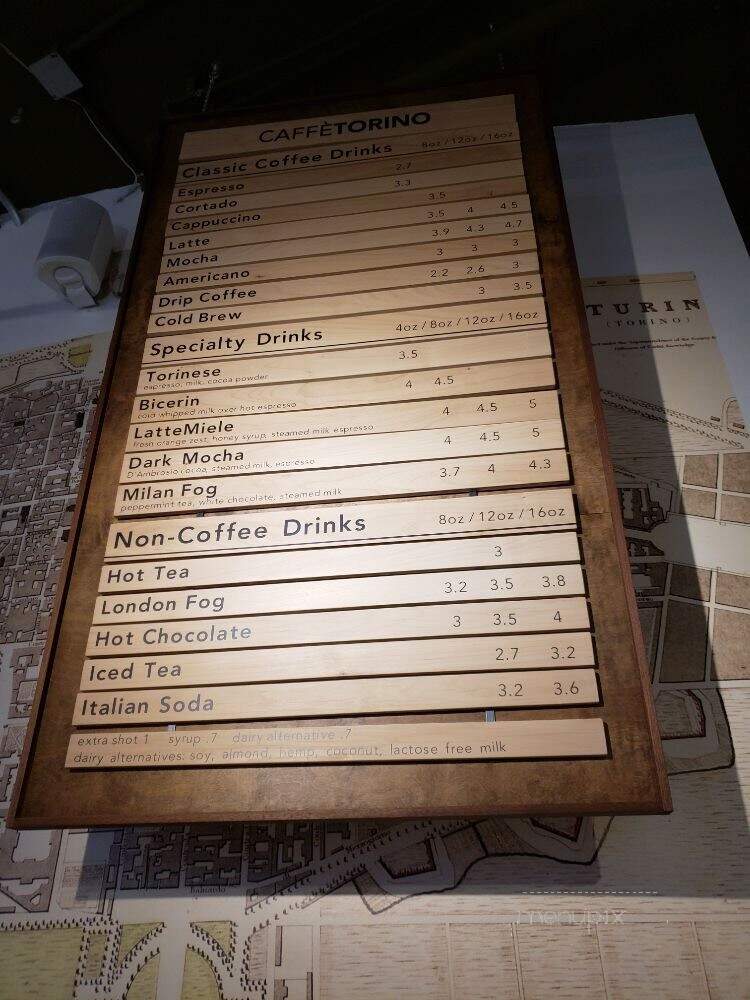 CAFFÈTORINO
Classic Coffee Drinks 8oz / 12oz / 16oz
Espresso 2.7
Cortado 3.3
Cappuccino 3.5
Latte 3.5 4 4.5
Mocha 3.9 4.3 4.7
Americano 3 3 3
Drip Coffee 2.2 2.6 3
Cold Brew 3 3.5
Specialty Drinks 4oz / 8oz / 12oz / 16oz
Torinese 3.5
espresso, milk, cocoa powder
Bicerin 4 4.5
cold whipped milk over hot espresso
LatteMiele 4 4.5 5
fresh orange zest, honey syrup, steamed milk espresso
Dark Mocha 4 4.5 5
D'Ambrosio cocoa, steamed milk, espresso
Milan Fog 3.7 4 4.3
peppermint tea, white chocolate, steamed milk
Non-Coffee Drinks 8oz / 12oz / 16oz
Hot Tea 3
London Fog 3.2 3.5 3.8
Hot Chocolate 3 3.5 4
Iced Tea 2.7 3.2
Italian Soda 3.2 3.6
extra shot 1 syrup .7 dairy alternative .7
dairy alternatives: soy, almond, hemp, coconut, lactose free milk
TURIN
(TORINO)
menupix